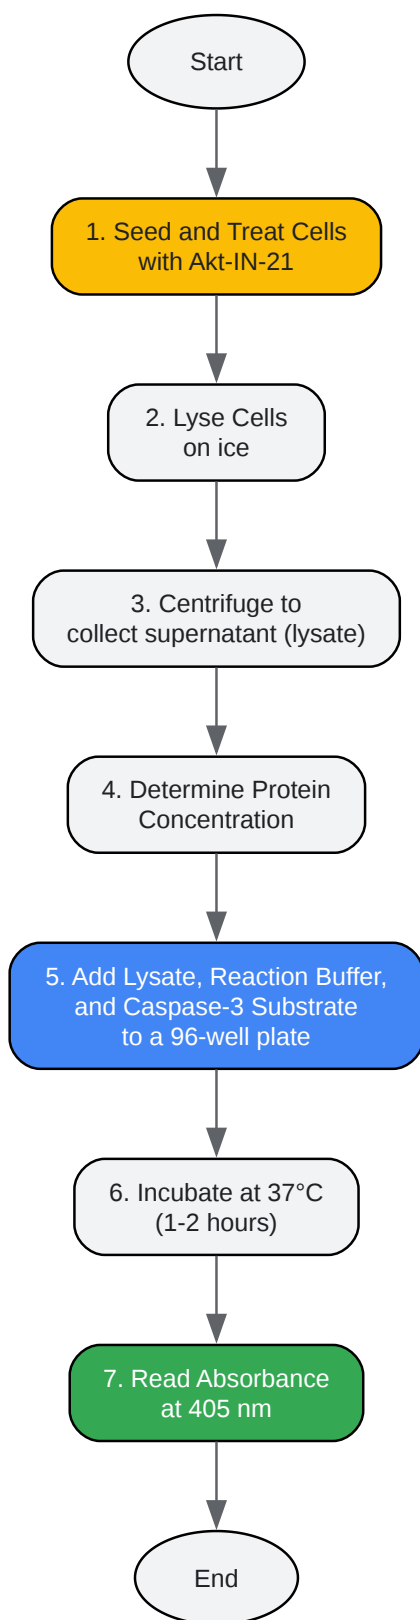 Start
1. Seed and Treat Cells
with Akt-IN-21
2. Lyse Cells
on ice
3. Centrifuge to
collect supernatant (lysate)
4. Determine Protein
Concentration
5. Add Lysate, Reaction Buffer,
and Caspase-3 Substrate
to a 96-well plate
6. Incubate at 37°C
(1-2 hours)
7. Read Absorbance
at 405 nm
End